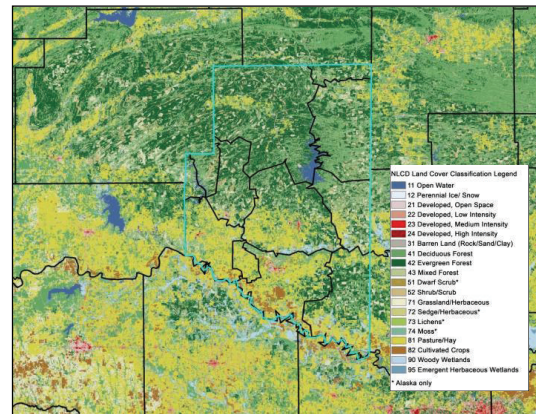 NLCD Land Cover Classification Legend
11 Open Water
12 Perennial Ice/ Snow
21 Developed, Open Space
22 Developed, Low Intensity
23 Developed, Medium Intensity
24 Developed, High Intensity
31 Barren Land (Rock/Sand/Clay)
41 Deciduous Forest
42 Evergreen Forest
43 Mixed Forest
51 Dwarf Scrub*
52 Shrub/Scrub
71 Grassland/Herbaceous
72 Sedge/Herbaceous*
73 Lichens*
74 Moss*
81 Pasture/Hay
82 Cultivated Crops
90 Woody Wetlands
95 Emergent Herbaceous Wetlands
* Alaska only